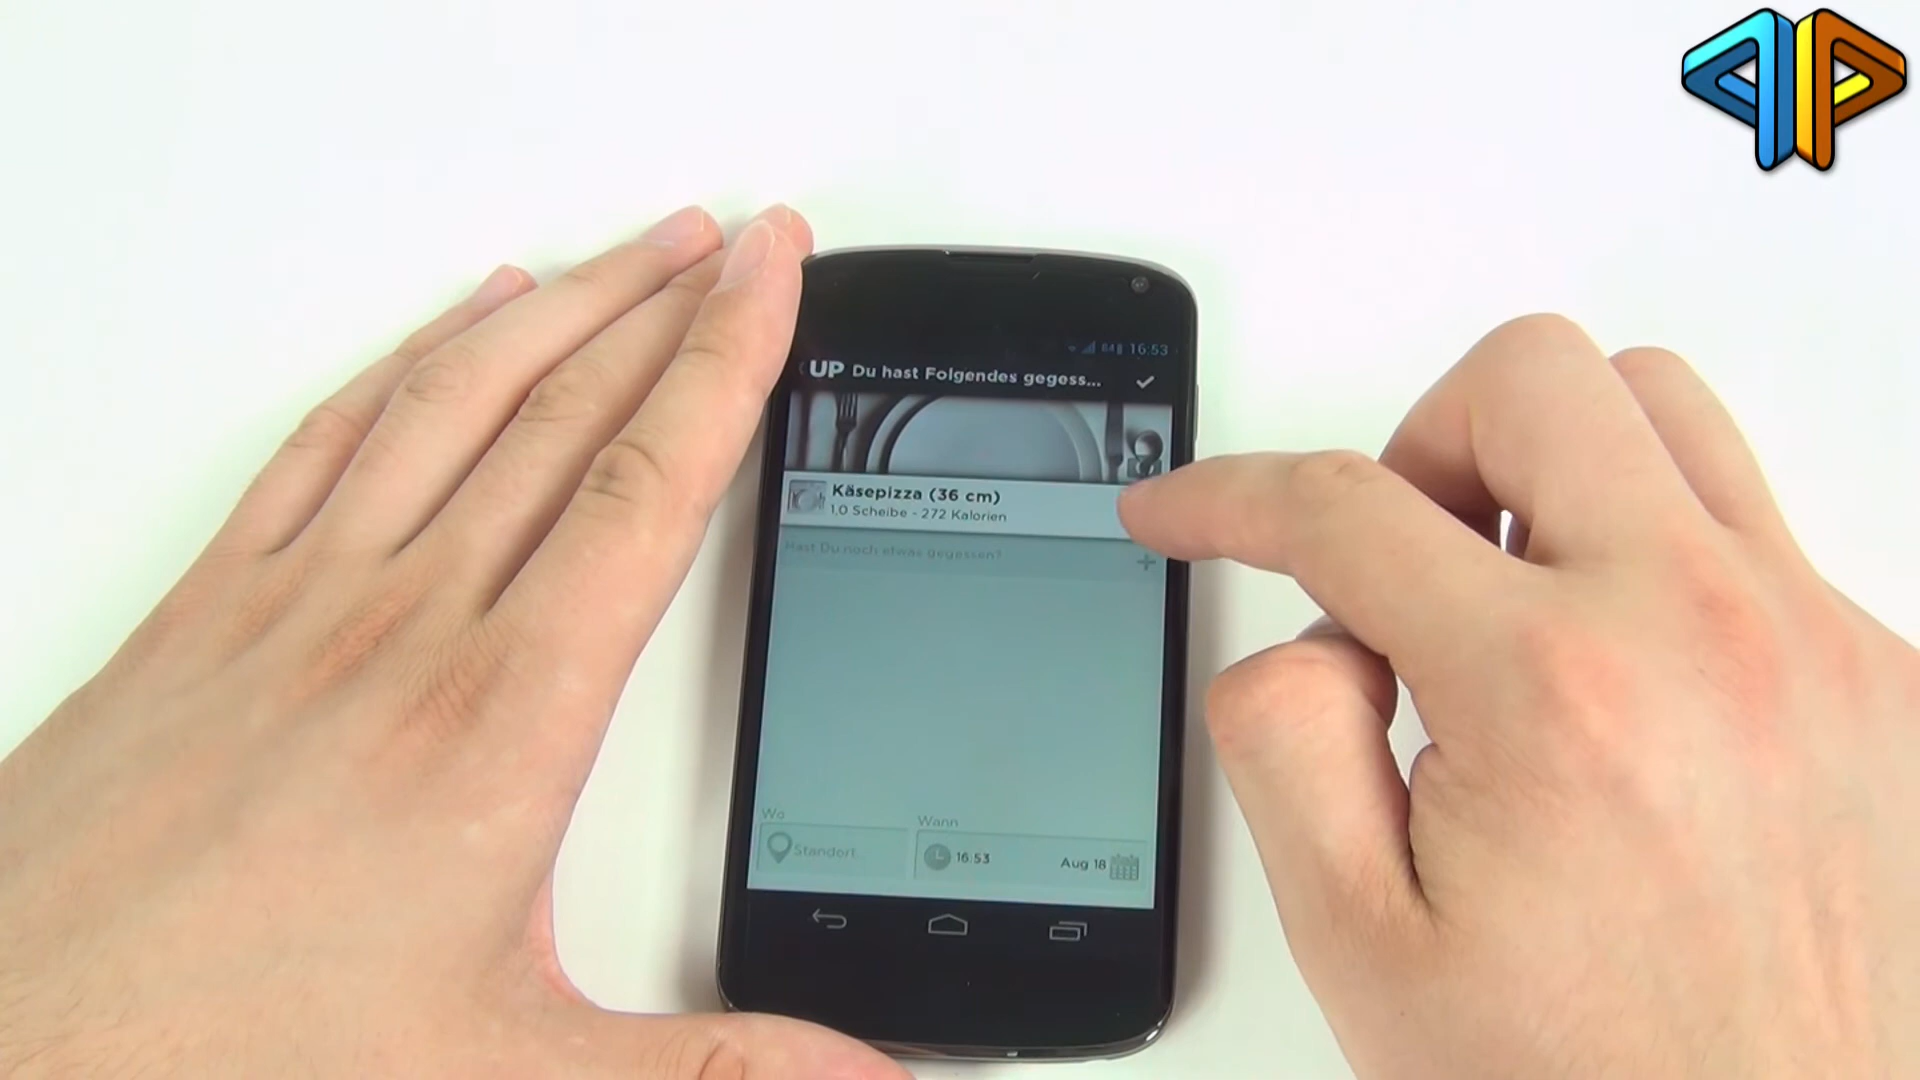 84 16:53
UP Du hast Folgendes gegess...
Käsepizza (36 cm)
1,0 Scheibe - 272 Kalorien
Hast Du noch etwas gegessen?
Wo
Wann
Standort...
16:53
Aug 18